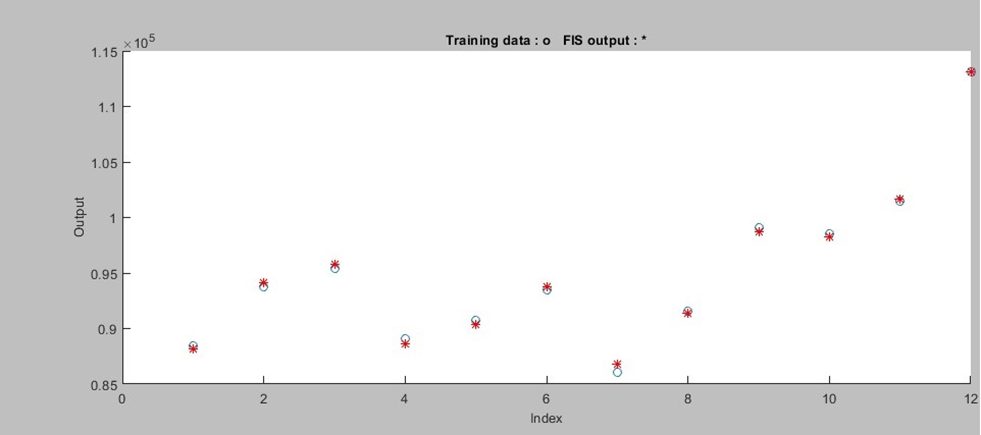 Training data : o FIS output : *
×10^5
1.15
1.1
1.05
1
0.95
0.9
0.85
Output
0 2 4 6 8 10 12
Index